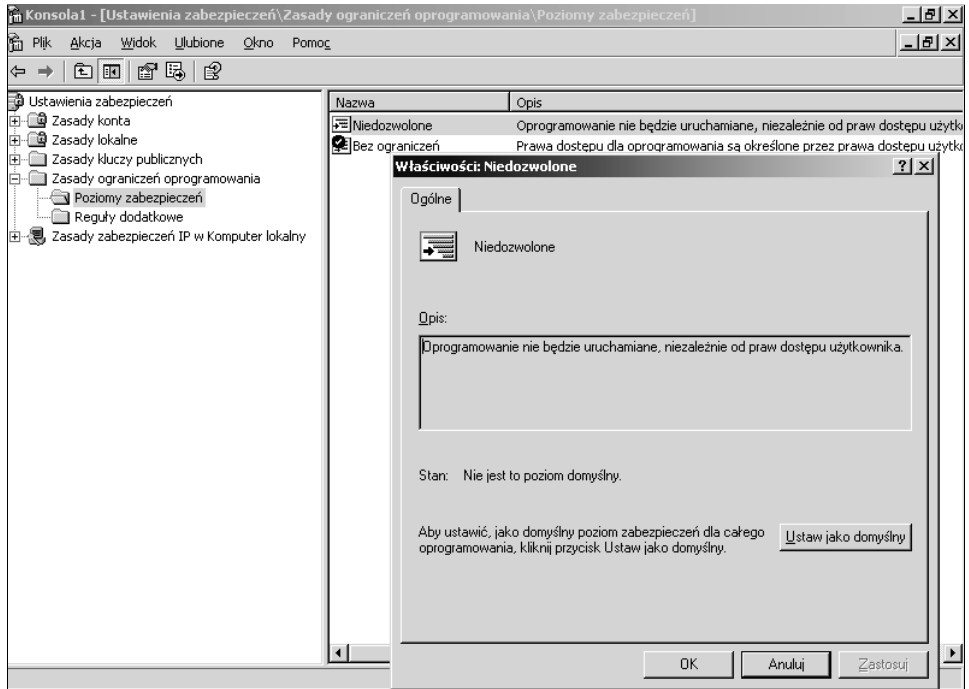 Konsola1 - [Ustawienia zabezpieczeń\Zasady ograniczeń oprogramowania\Poziomy zabezpieczeń]
Plik Akcja Widok Ulubione Okno Pomoc
Ustawienia zabezpieczeń
Zasady konta
Zasady lokalne
Zasady kluczy publicznych
Zasady ograniczeń oprogramowania
Poziomy zabezpieczeń
Reguły dodatkowe
Zasady zabezpieczeń IP w Komputer lokalny
Nazwa Opis
Niedozwolone Oprogramowanie nie będzie uruchamiane, niezależnie od praw dostępu użytk
Bez ograniczeń Prawa dostępu dla oprogramowania są określone przez prawa dostępu użytk
Właściwości: Niedozwolone
Ogólne
Niedozwolone
Opis:
Oprogramowanie nie będzie uruchamiane, niezależnie od praw dostępu użytkownika.
Stan: Nie jest to poziom domyślny.
Aby ustawić, jako domyślny poziom zabezpieczeń dla całego
oprogramowania, kliknij przycisk Ustaw jako domyślny.
Ustaw jako domyślny
OK Anuluj Zastosuj